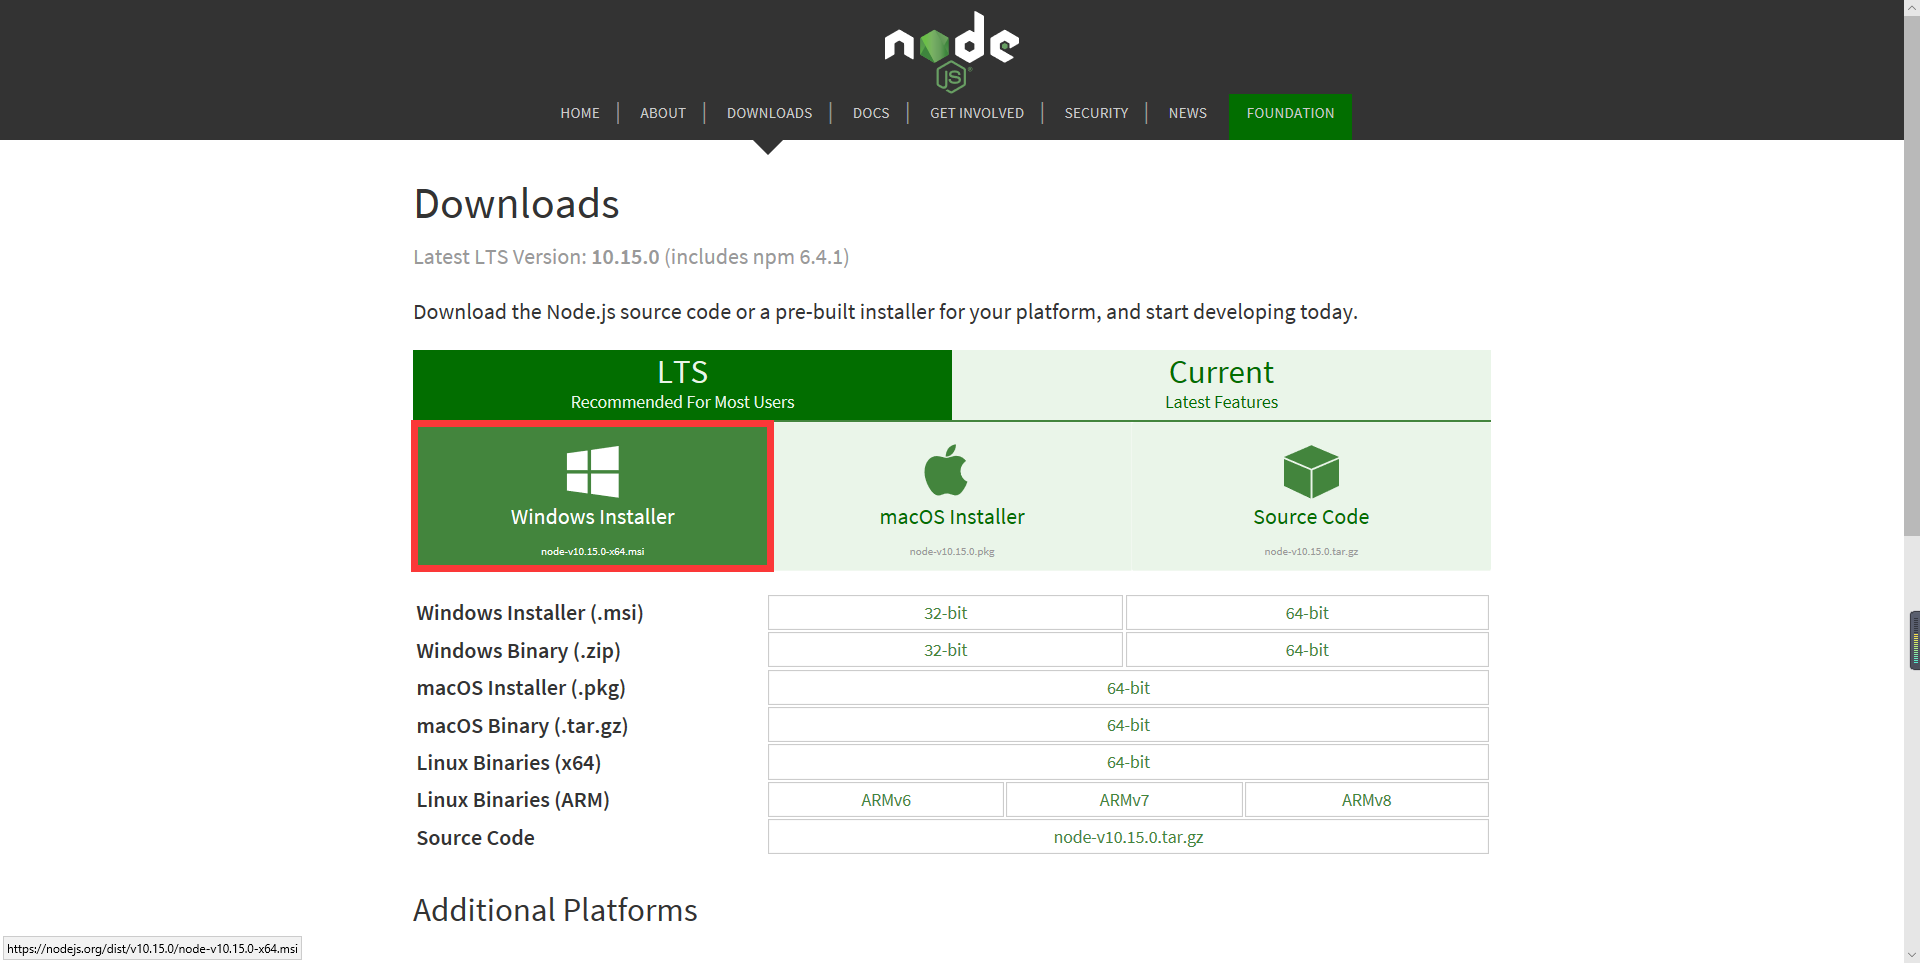 node
JS
HOME
ABOUT
DOWNLOADS
DOCS
GET INVOLVED
SECURITY
NEWS
FOUNDATION
Downloads
Latest LTS Version: 10.15.0 (includes npm 6.4.1)
Download the Node.js source code or a pre-built installer for your platform, and start developing today.
LTS
Recommended For Most Users
Current
Latest Features
Windows Installer
node-v10.15.0-x64.msi
macOS Installer
node-v10.15.0.pkg
Source Code
node-v10.15.0.tar.gz
Windows Installer (.msi) 32-bit 64-bit
Windows Binary (.zip) 32-bit 64-bit
macOS Installer (.pkg) 64-bit
macOS Binary (.tar.gz) 64-bit
Linux Binaries (x64) 64-bit
Linux Binaries (ARM) ARMv6 ARMv7 ARMv8
Source Code node-v10.15.0.tar.gz
Additional Platforms
https://nodejs.org/dist/v10.15.0/node-v10.15.0-x64.msi